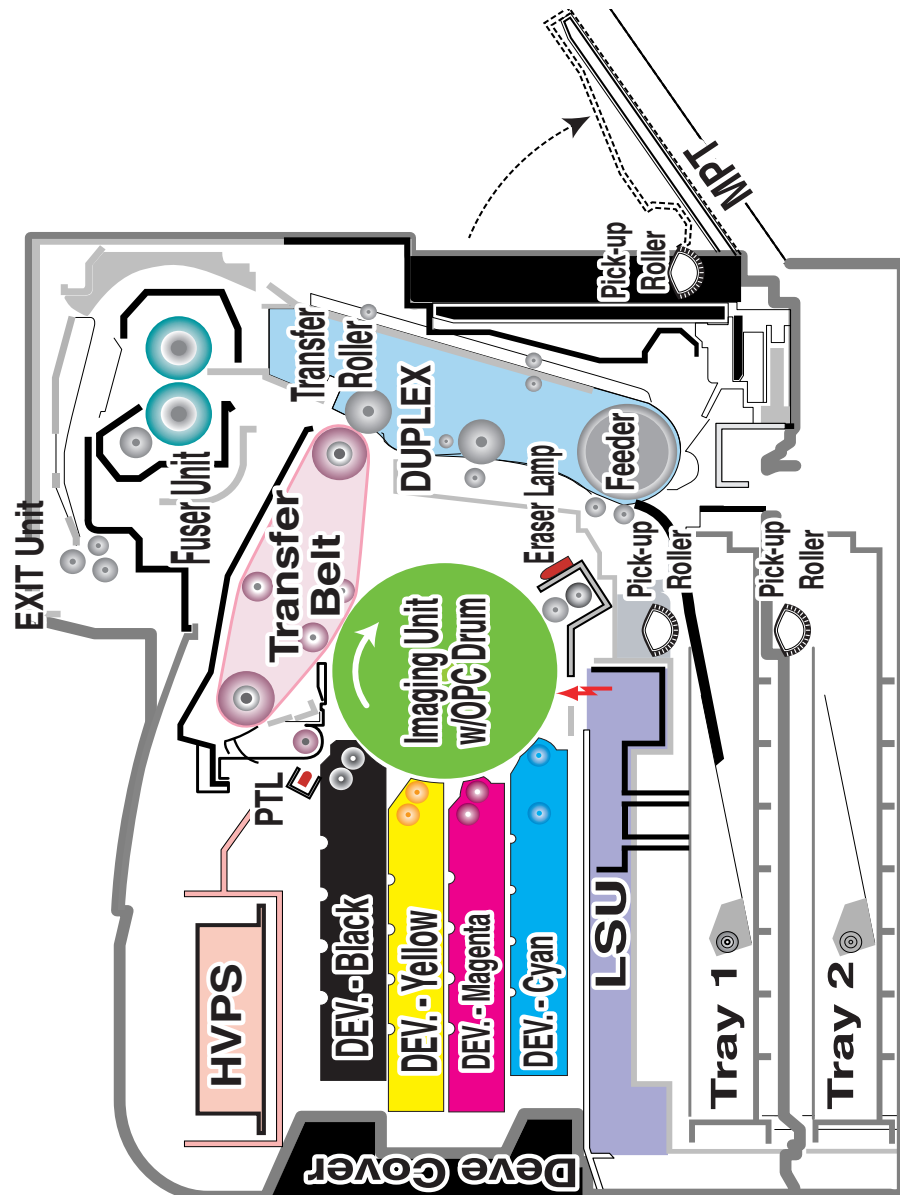 EXIT Unit
Fuser Unit
Transfer
Roller
DUPLEX
Transfer
Belt
Eraser Lamp
Feeder
Pick-up
Roller
MPT
Imaging Unit
w/OPC Drum
PTL
HVPS
DEV.- Black
DEV.- Yellow
DEV.- Magenta
DEV.- Cyan
LSU
Pick-up
Roller
Pick-up
Roller
Tray 1
Tray 2
Deve Cover